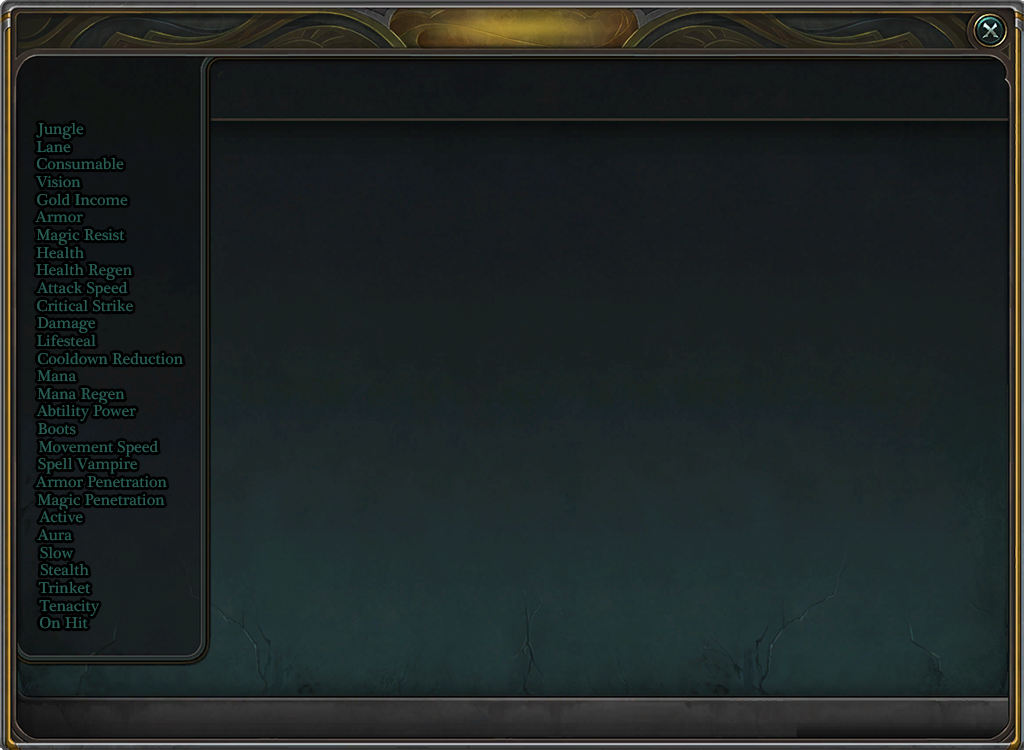 Jungle
Lane
Consumable
Vision
Gold Income
Armor
Magic Resist
Health
Health Regen
Attack Speed
Critical Strike
Damage
Lifesteal
Cooldown Reduction
Mana
Mana Regen
Abtility Power
Boots
Movement Speed
Spell Vampire
Armor Penetration
Magic Penetration
Active
Aura
Slow
Stealth
Trinket
Tenacity
On Hit